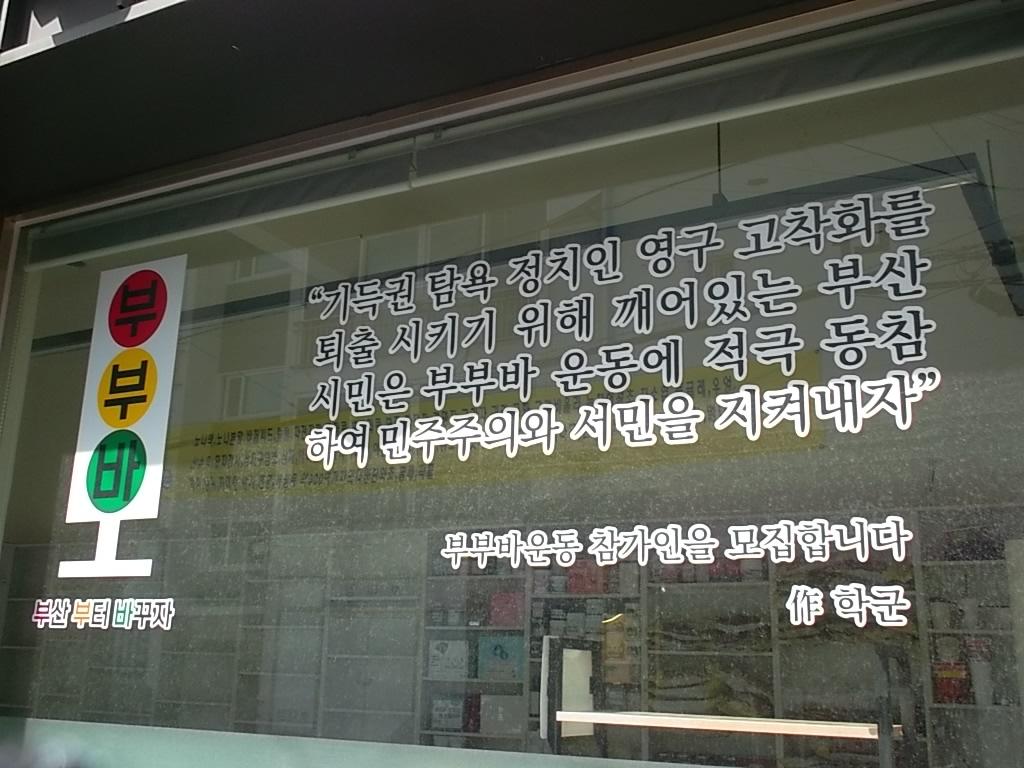 부
부
바
부산 부터 바꾸자
“기득권 탐욕 정치인 영구 고착화를
퇴출 시키기 위해 깨어있는 부산
시민은 부부바 운동에 적극 동참
하여 민주주의와 서민을 지켜내자”
부부바운동 참가인을 모집합니다
作 학군